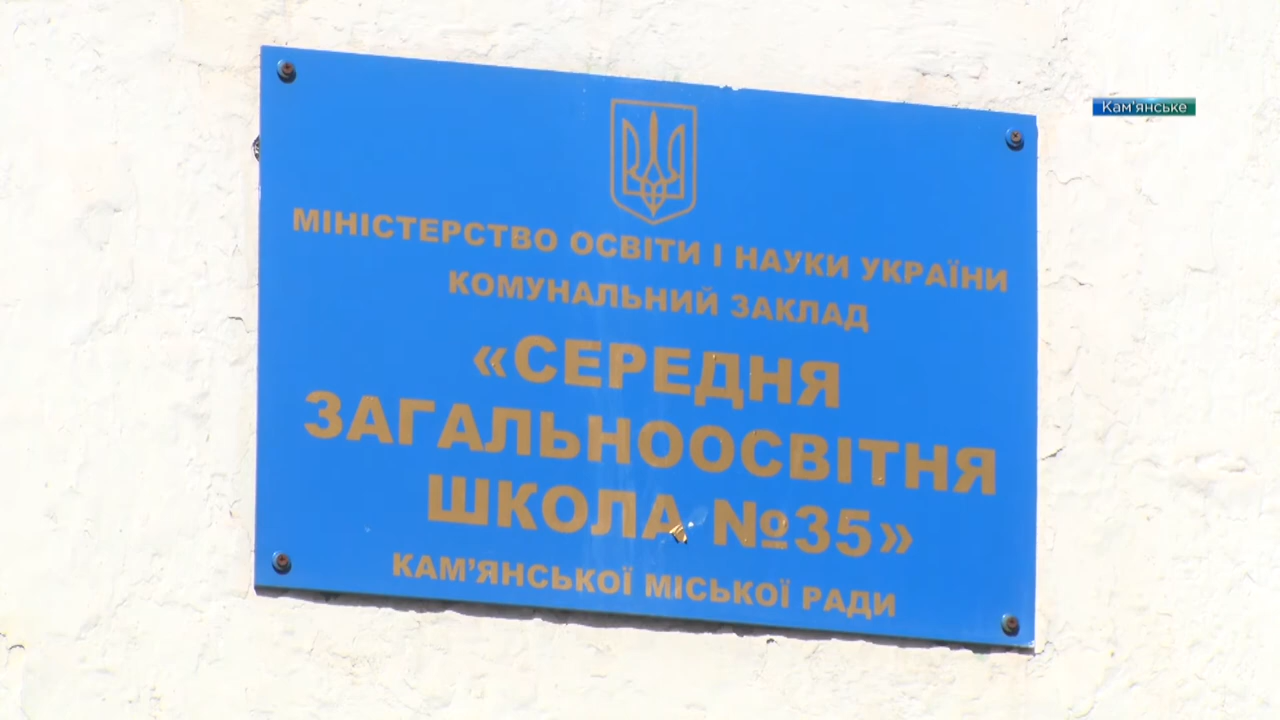 Кам'янське
МІНІСТЕРСТВО ОСВІТИ І НАУКИ УКРАЇНИ
КОМУНАЛЬНИЙ ЗАКЛАД
«СЕРЕДНЯ
ЗАГАЛЬНООСВІТНЯ
ШКОЛА №35»
КАМ’ЯНСЬКОЇ МІСЬКОЇ РАДИ